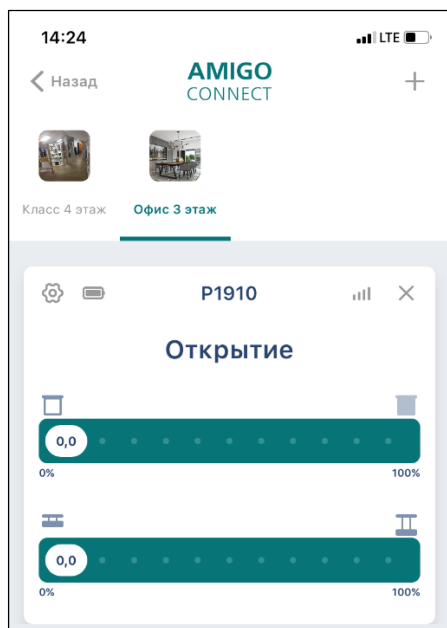 14:24
LTE
Назад
AMIGO
CONNECT
Класс 4 этаж
Офис 3 этаж
P1910
Открытие
0,0
0%
100%
0,0
0%
100%